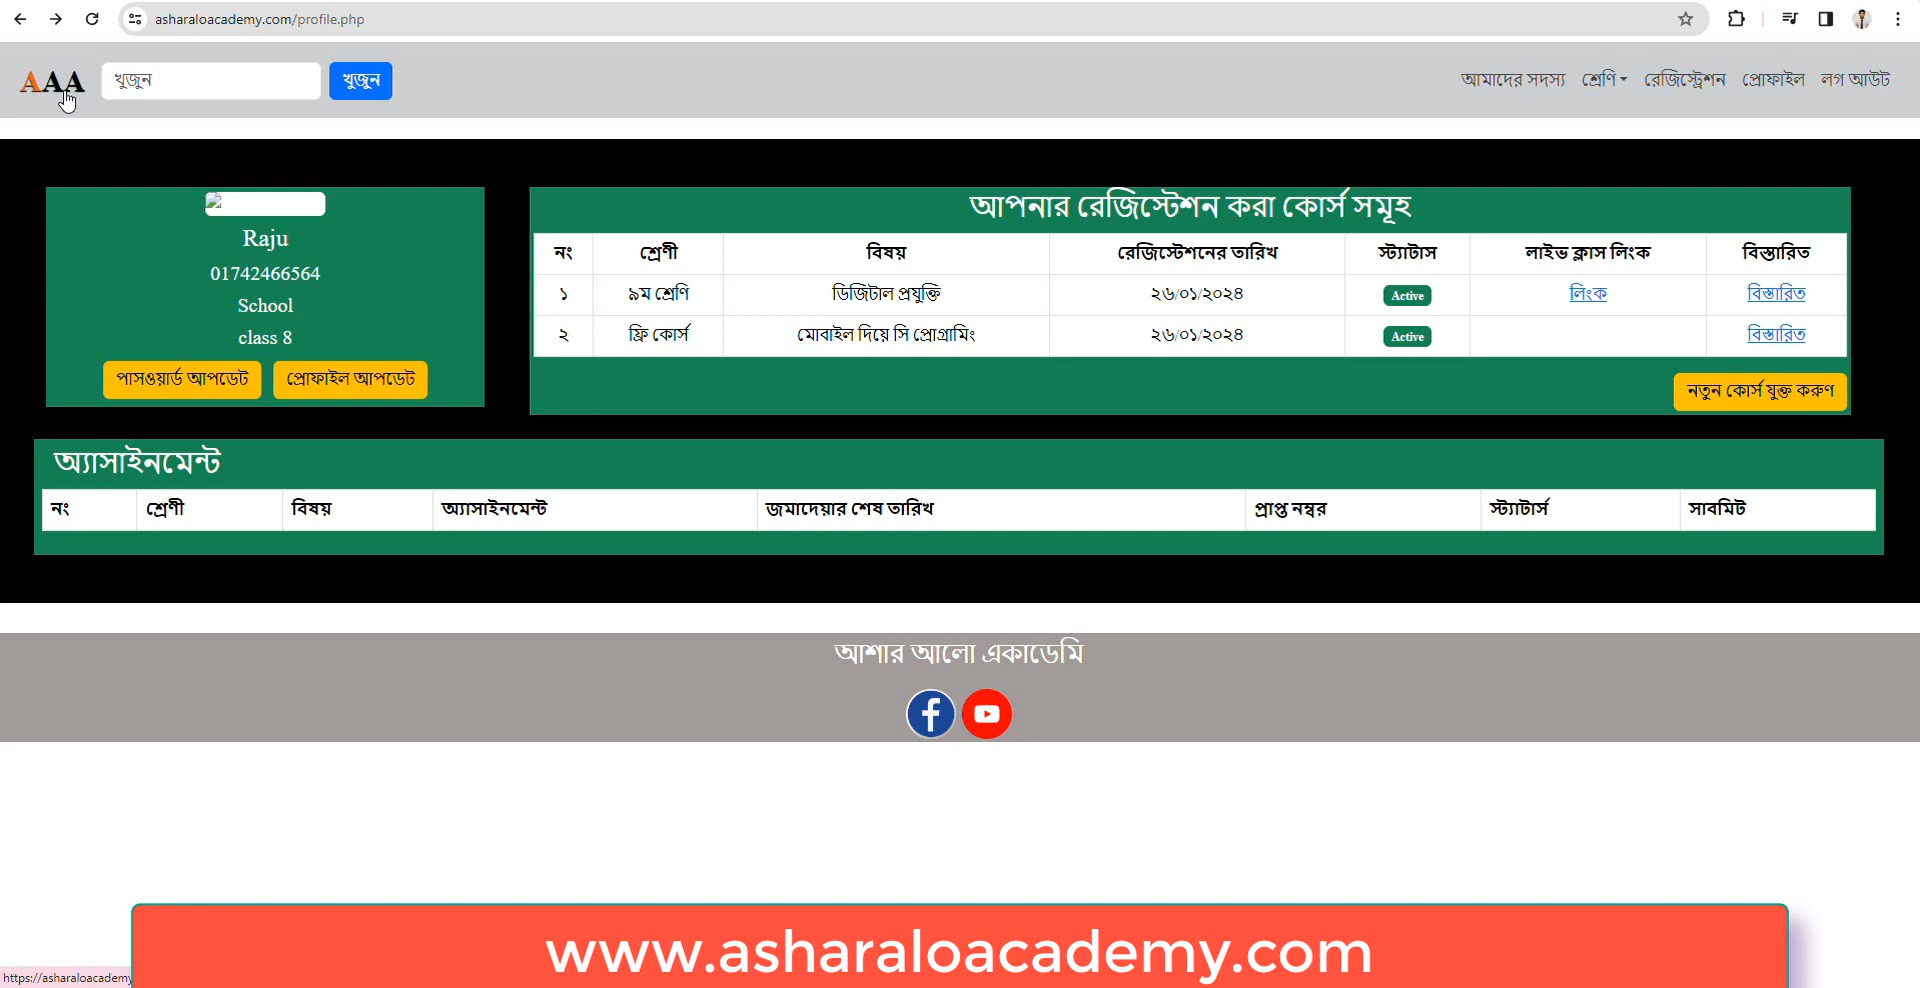 asharaloacademy.com/profile.php
AAA খুজুন খুজুন আমাদের সদস্য শ্রেণি রেজিস্ট্রেশন প্রোফাইল লগ আউট
Raju
01742466564
School
class 8
পাসওয়ার্ড আপডেট প্রোফাইল আপডেট
আপনার রেজিস্টেশন করা কোর্স সমূহ
নং শ্রেণী বিষয় রেজিস্টেশনের তারিখ স্ট্যাটাস লাইভ ক্লাস লিংক বিস্তারিত
১ ৯ম শ্রেণি ডিজিটাল প্রযুক্তি ২৬/০১/২০২৪ Active লিংক বিস্তারিত
২ ফ্রি কোর্স মোবাইল দিয়ে সি প্রোগ্রামিং ২৬/০১/২০২৪ Active বিস্তারিত
নতুন কোর্স যুক্ত করুণ
অ্যাসাইনমেন্ট
নং শ্রেণী বিষয় অ্যাসাইনমেন্ট জমাদেয়ার শেষ তারিখ প্রাপ্ত নম্বর স্ট্যাটার্স সাবমিট
আশার আলো একাডেমি
www.asharaloacademy.com
https://asharaloacademy